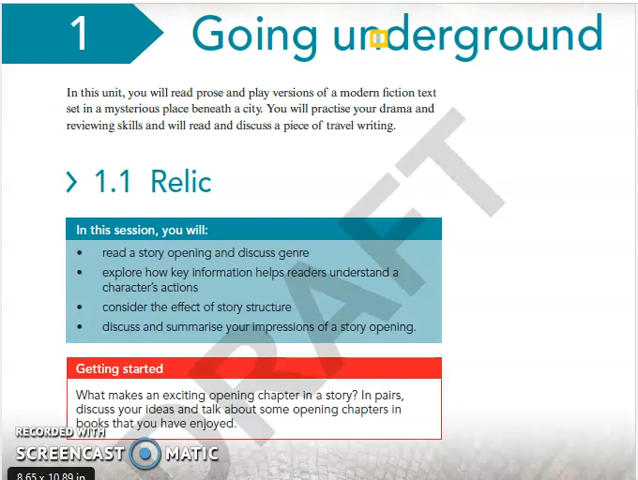 1 Going underground
In this unit, you will read prose and play versions of a modern fiction text
set in a mysterious place beneath a city. You will practise your drama and
reviewing skills and will read and discuss a piece of travel writing.
1.1 Relic
In this session, you will:
• read a story opening and discuss genre
• explore how key information helps readers understand a
character's actions
• consider the effect of story structure
• discuss and summarise your impressions of a story opening.
Getting started
What makes an exciting opening chapter in a story? In pairs,
discuss your ideas and talk about some opening chapters in
books that you have enjoyed.
DRAFT
RECORDED WITH
SCREENCAST MATIC
8.65 x 10.89 in